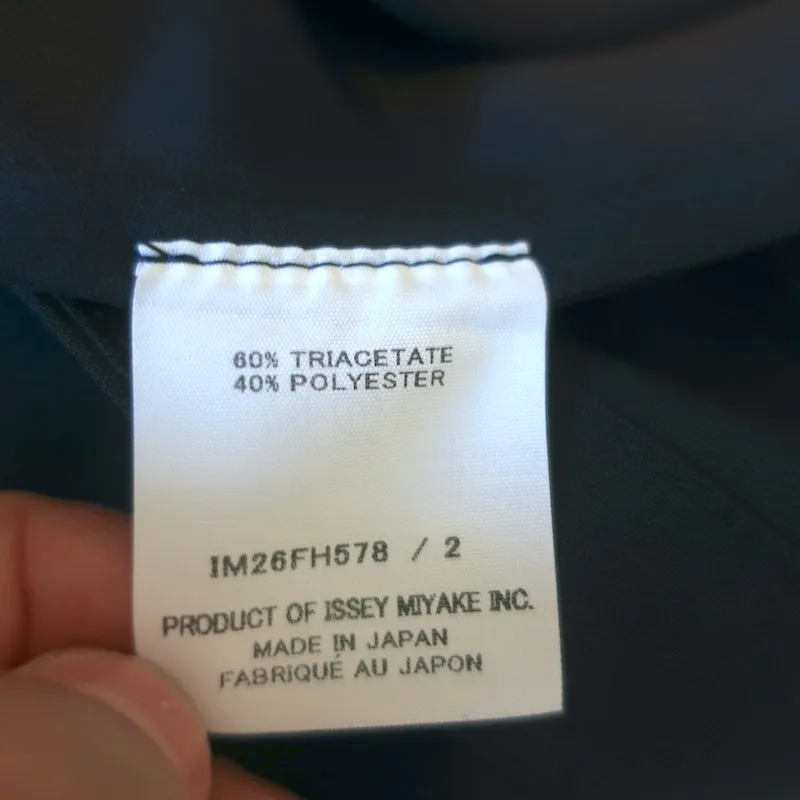 60% TRIACETATE
40% POLYESTER
IM26FH578 / 2
PRODUCT OF ISSEY MIYAKE INC.
MADE IN JAPAN
FABRIQUÉ AU JAPON